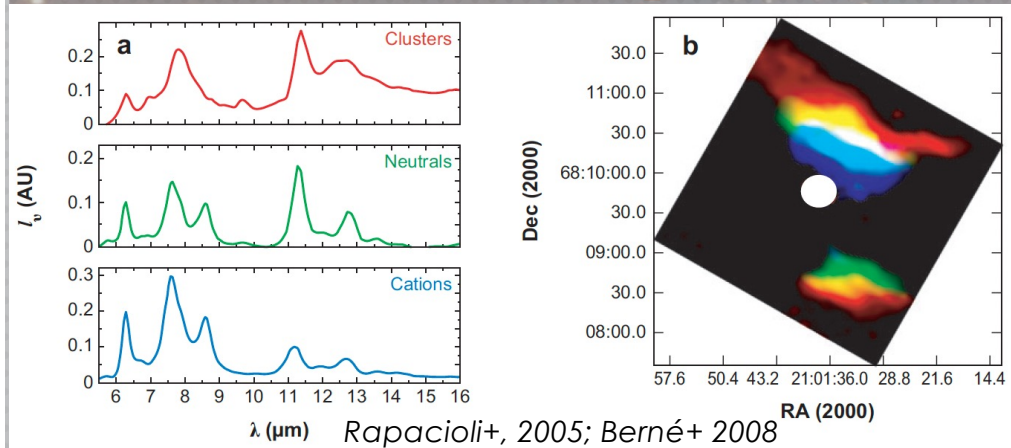 a
Clusters
0.2
0.1
0
Neutrals
0.2
0.1
0
Cations
0.3
0.2
0.1
0
I_υ (AU)
6 7 8 9 10 11 12 13 14 15 16
λ (μm)
b
30.0
11:00.0
30.0
68:10:00.0
30.0
09:00.0
30.0
08:00.0
Dec (2000)
57.6 50.4 43.2 21:01:36.0 28.8 21.6 14.4
RA (2000)
Rapacioli+, 2005; Berné+ 2008